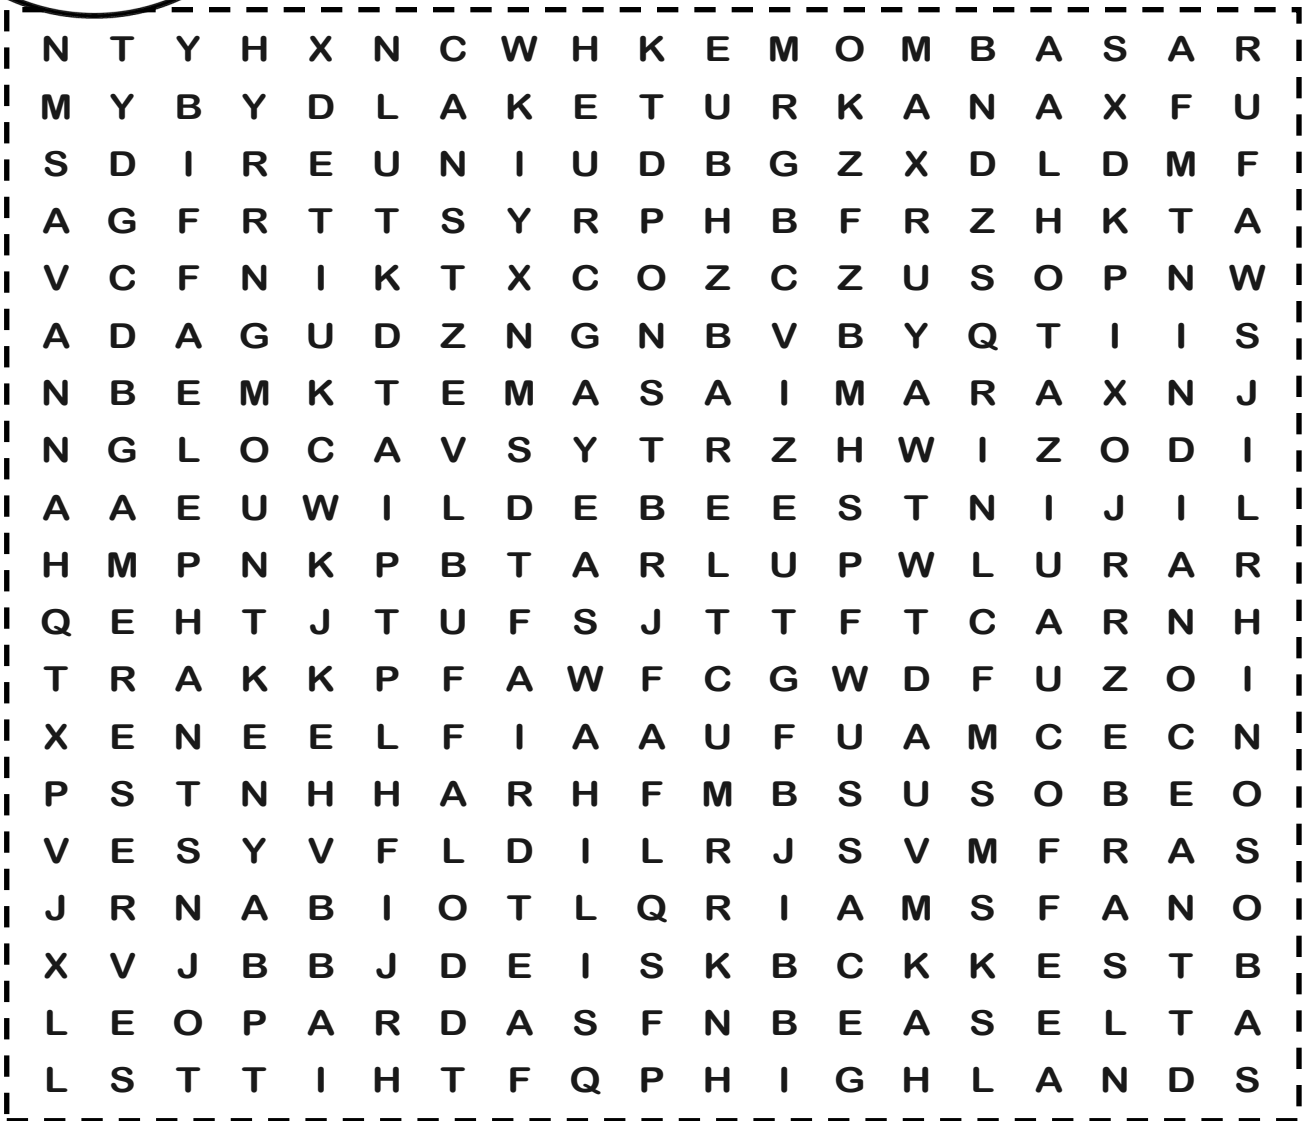 N T Y H X N C W H K E M O M B A S A R
M Y B Y D L A K E T U R K A N A X F U
S D I R E U N I U D B G Z X D L D M F
A G F R T T S Y R P H B F R Z H K T A
V C F N I K T X C O Z C Z U S O P N W
A D A G U D Z N G N B V B Y Q T I I S
N B E M K T E M A S A I M A R A X N J
N G L O C A V S Y T R Z H W I Z O D I
A A E U W I L D E B E E S T N I J I L
H M P N K P B T A R L U P W L U R A R
Q E H T J T U F S J T T F T C A R N H
T R A K K P F A W F C G W D F U Z O I
X E N E E L F I A A U F U A M C E C N
P S T N H H A R H F M B S U S O B E O
V E S Y V F L D I L R J S V M F R A S
J R N A B I O T L Q R I A M S F A N O
X V J B B J D E I S K B C K K E S T B
L E O P A R D A S F N B E A S E L T A
L S T T I H T F Q P H I G H L A N D S